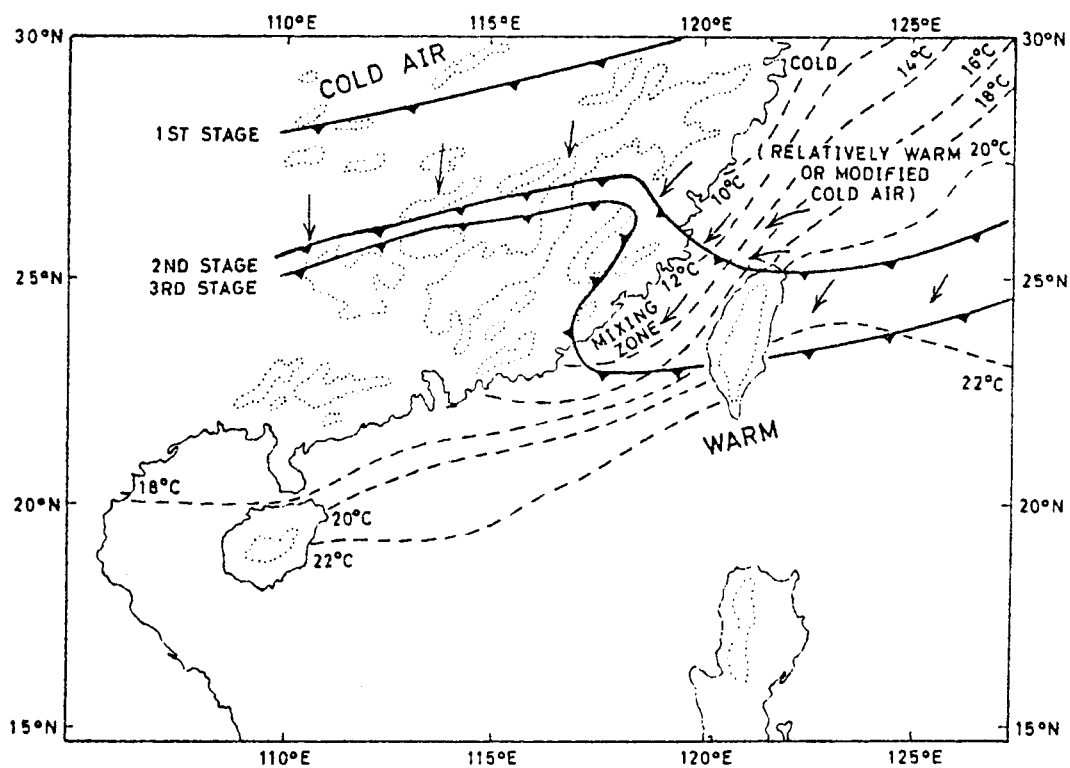 110°E 115°E 120°E 125°E
30°N 30°N
COLD AIR
COLD
14°C
16°C
18°C
1ST STAGE
(RELATIVELY WARM
OR MODIFIED
COLD AIR)
20°C
10°C
2ND STAGE
3RD STAGE
25°N 25°N
12°C
MIXING
ZONE
22°C
WARM
18°C
20°N 20°N
20°C
22°C
15°N 15°N
110°E 115°E 120°E 125°E